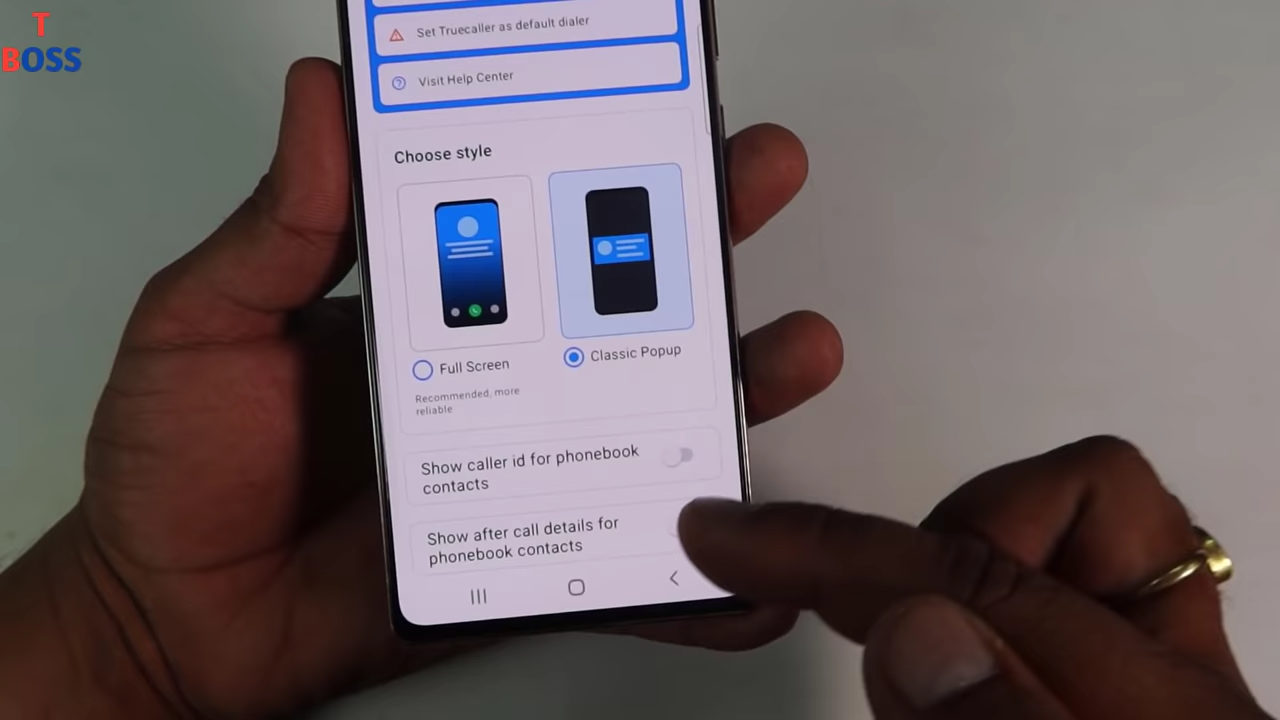 T
BOSS
Set Truecaller as default dialer
Visit Help Center
Choose style
Full Screen
Classic Popup
Recommended, more
reliable
Show caller id for phonebook
contacts
Show after call details for
phonebook contacts